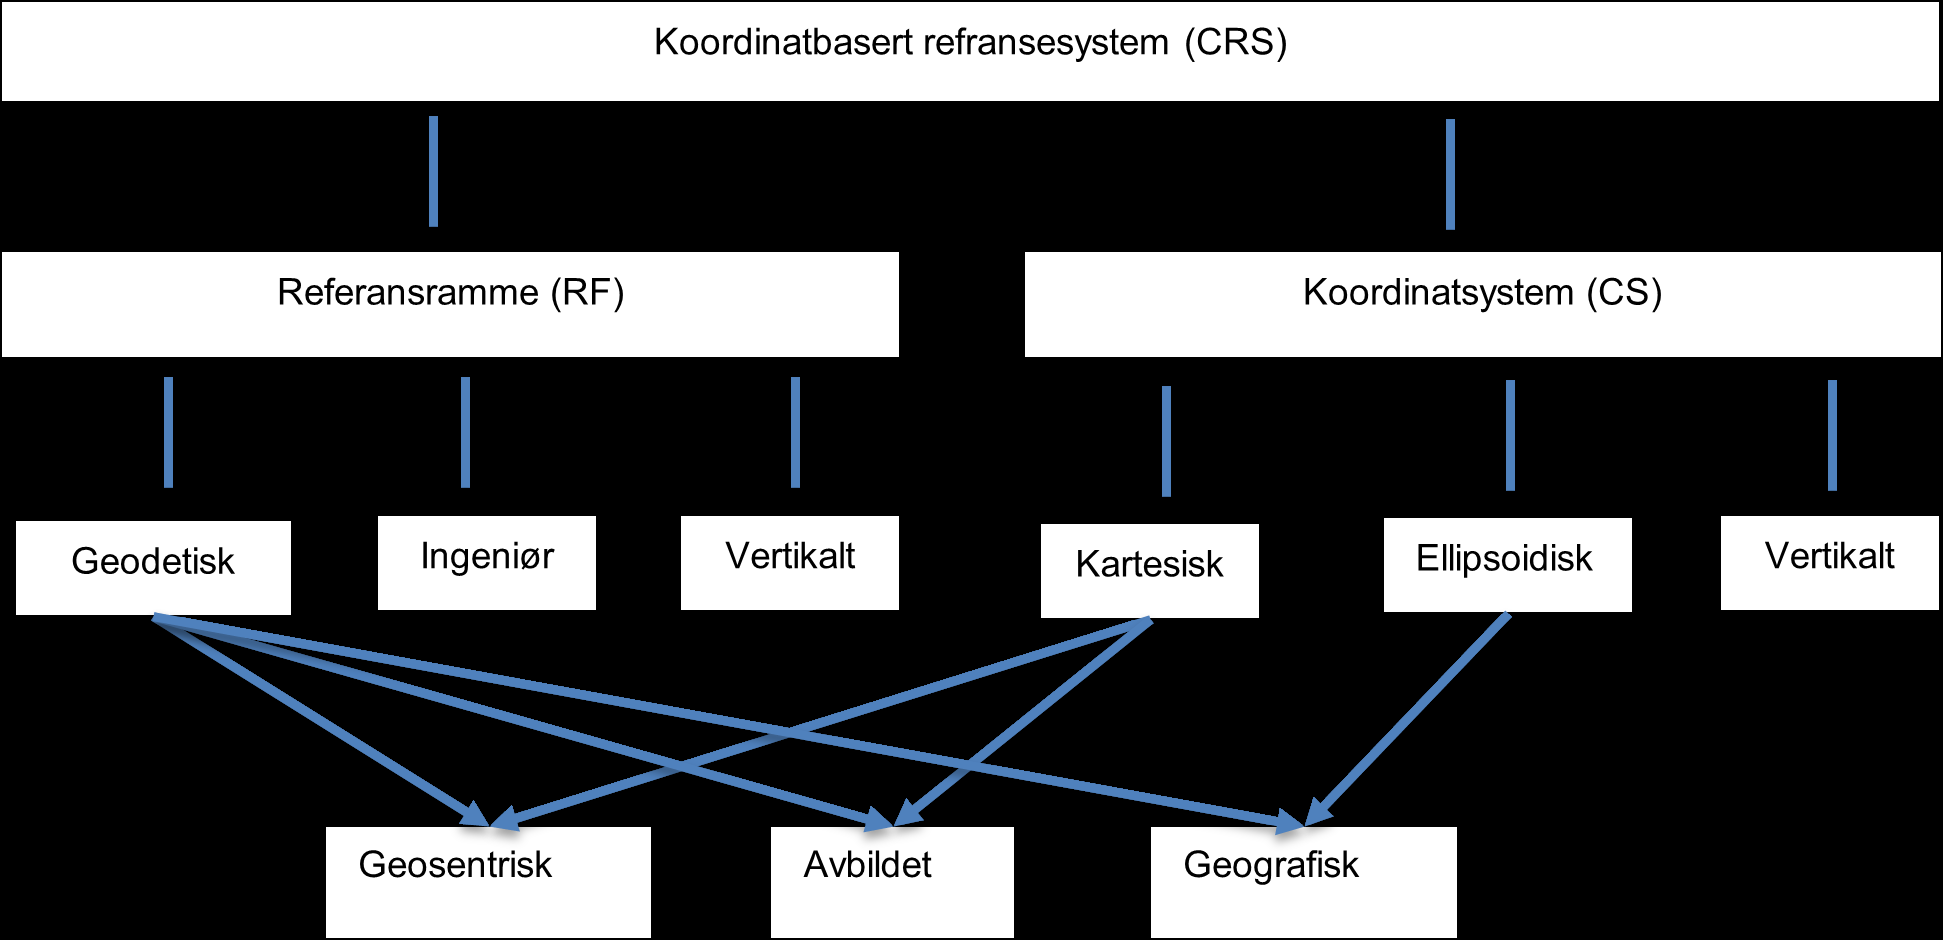 Koordinatbasert refransesystem (CRS)
Referansramme (RF)
Koordinatsystem (CS)
Geodetisk
Ingeniør
Vertikalt
Kartesisk
Ellipsoidisk
Vertikalt
Geosentrisk
Avbildet
Geografisk